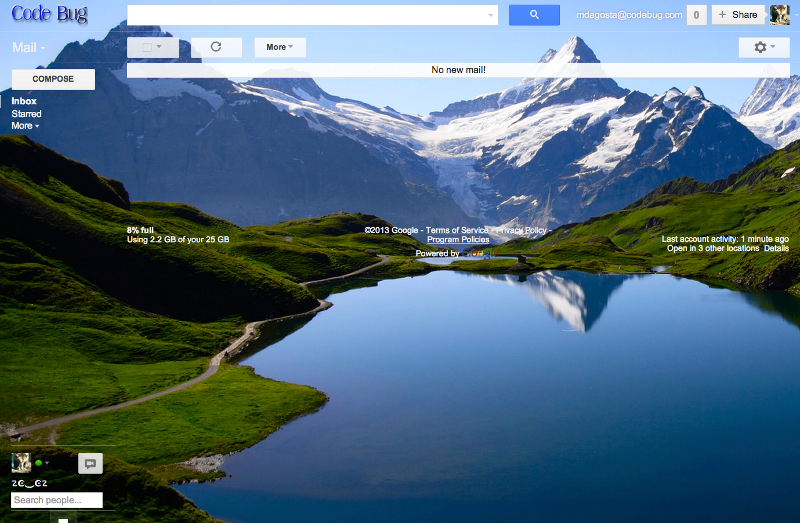 Code Bug
mdagosta@codebug.com
0
+ Share
Mail
More
No new mail!
COMPOSE
Inbox
Starred
More
8% full
Using 2.2 GB of your 25 GB
©2013 Google - Terms of Service - Privacy Policy
Program Policies
Powered by Google
Last account activity: 1 minute ago
Open in 3 other locations Details
Search people...